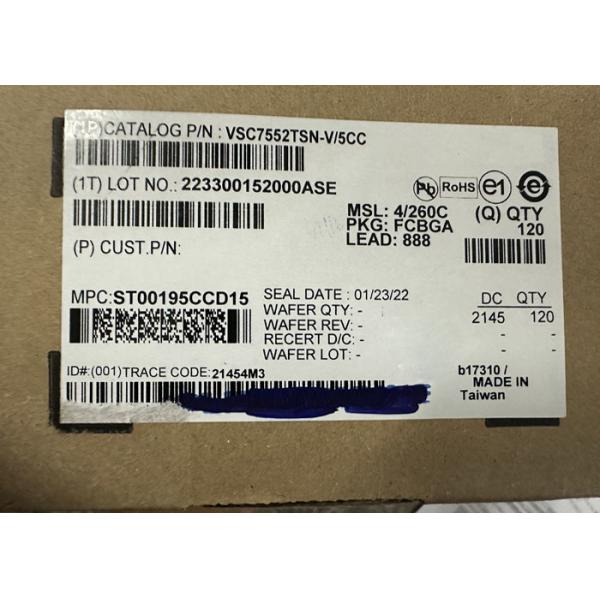 (1P)CATALOG P/N : VSC7552TSN-V/5CC
(1T) LOT NO.: 223300152000ASE
Pb RoHS e1 e
MSL: 4/260C
PKG: FCBGA
LEAD: 888
(Q) QTY
120
(P) CUST.P/N:
MPC:ST00195CCD15
SEAL DATE : 01/23/22
WAFER QTY: -
WAFER REV: -
RECERT D/C: -
WAFER LOT: -
DC QTY
2145 120
- -
- -
ID#:(001)TRACE CODE:21454M3
b17310 /
MADE IN
Taiwan